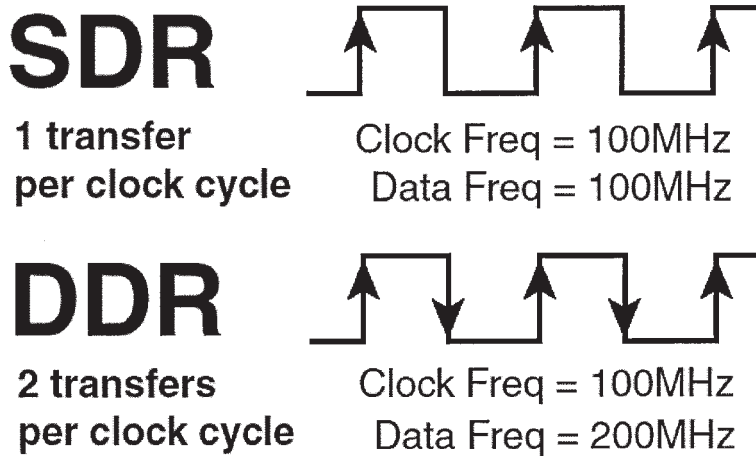 SDR
1 transfer
per clock cycle
Clock Freq = 100MHz
Data Freq = 100MHz
DDR
2 transfers
per clock cycle
Clock Freq = 100MHz
Data Freq = 200MHz